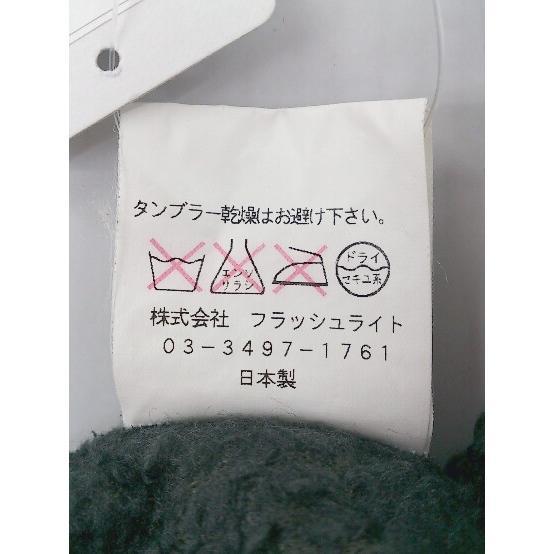 タンブラー乾燥はお避け下さい。
エンソ サラシ ドライ セキユ系
株式会社 フラッシュライト
03-3497-1761
日本製